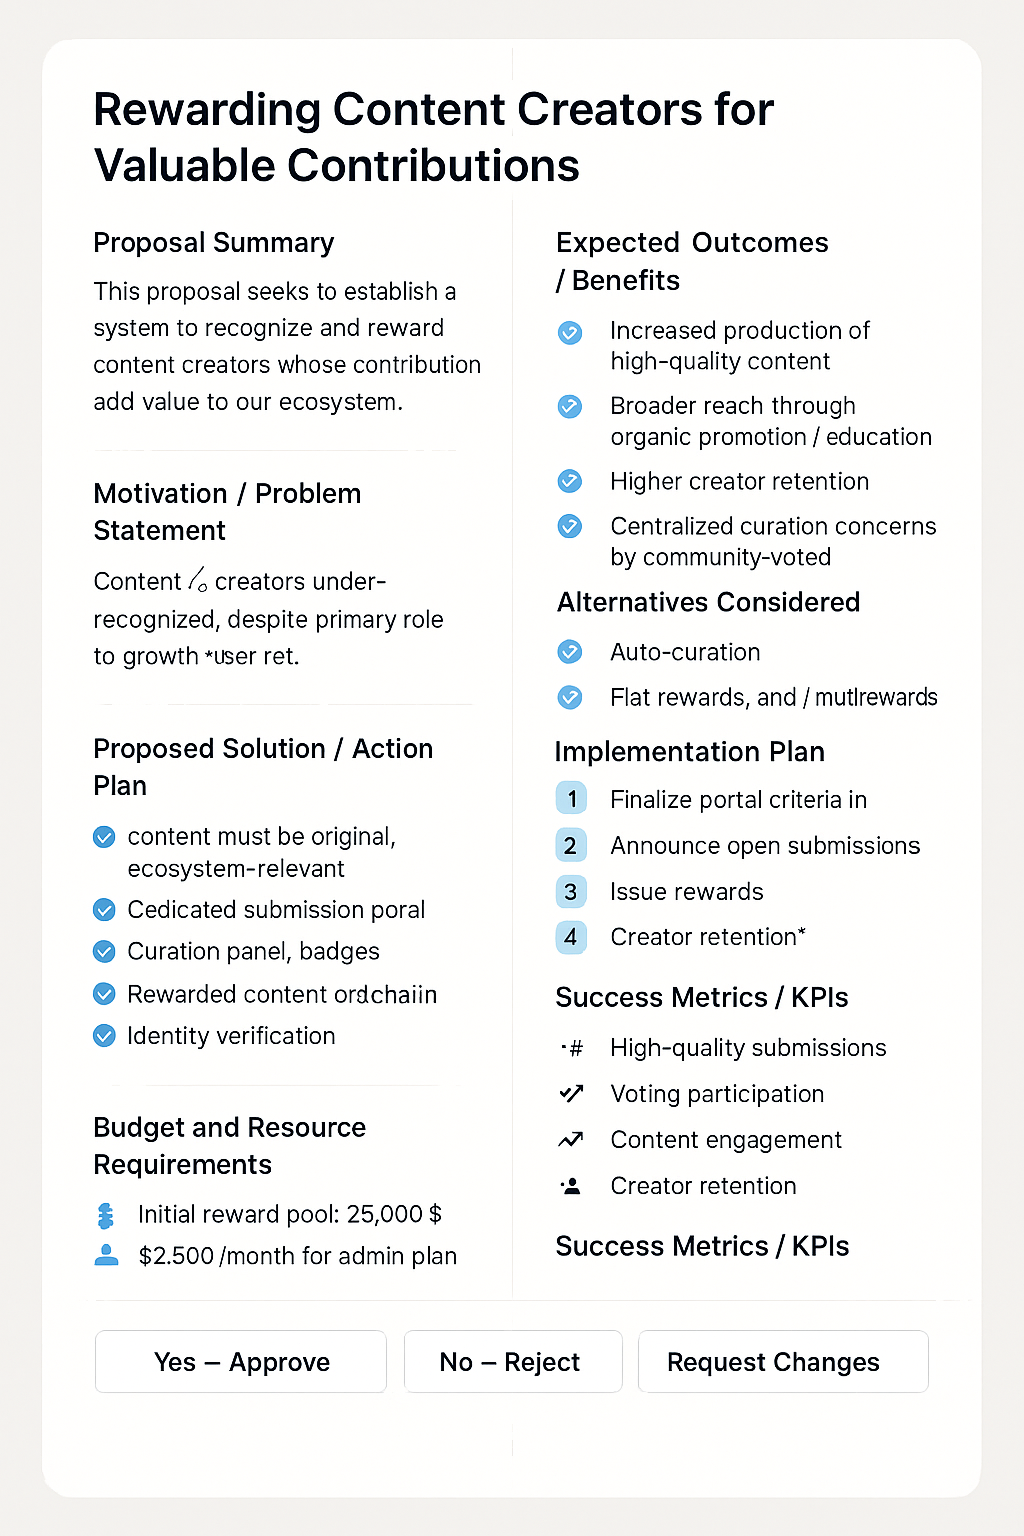 Rewarding Content Creators for
Valuable Contributions
Proposal Summary
This proposal seeks to establish a
system to recognize and reward
content creators whose contribution
add value to our ecosystem.
Motivation / Problem
Statement
Content creators under-
recognized, despite primary role
to growth *user ret.
Proposed Solution / Action
Plan
content must be original,
ecosystem-relevant
Cedicated submission poral
Curation panel, badges
Rewarded content
Identity verification
Budget and Resource
Requirements
Initial reward pool: 25,000 $
$2.500 /month for admin plan
Expected Outcomes
/ Benefits
Increased production of
high-quality content
Broader reach through
organic promotion / education
Higher creator retention
Centralized curation concerns
by community-voted
Alternatives Considered
Auto-curation
Flat rewards, and / mutlrewards
Implementation Plan
1 Finalize portal criteria in
2 Announce open submissions
3 Issue rewards
4 Creator retention*
Success Metrics / KPIs
# High-quality submissions
Voting participation
Content engagement
Creator retention
Success Metrics / KPIs
Yes – Approve
No – Reject
Request Changes